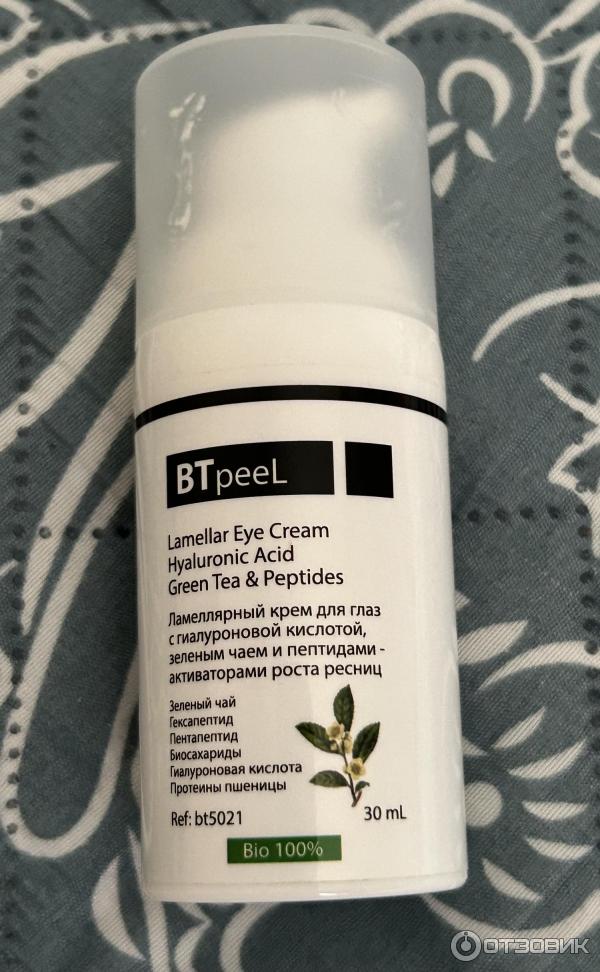 BTpeeL
Lamellar Eye Cream
Hyaluronic Acid
Green Tea & Peptides
Ламеллярный крем для глаз
с гиалуроновой кислотой,
зеленым чаем и пептидами -
активаторами роста ресниц
Зеленый чай
Гексапептид
Пентапептид
Биосахариды
Гиалуроновая кислота
Протеины пшеницы
Ref: bt5021
30 mL
Bio 100%
ОТЗОВИК